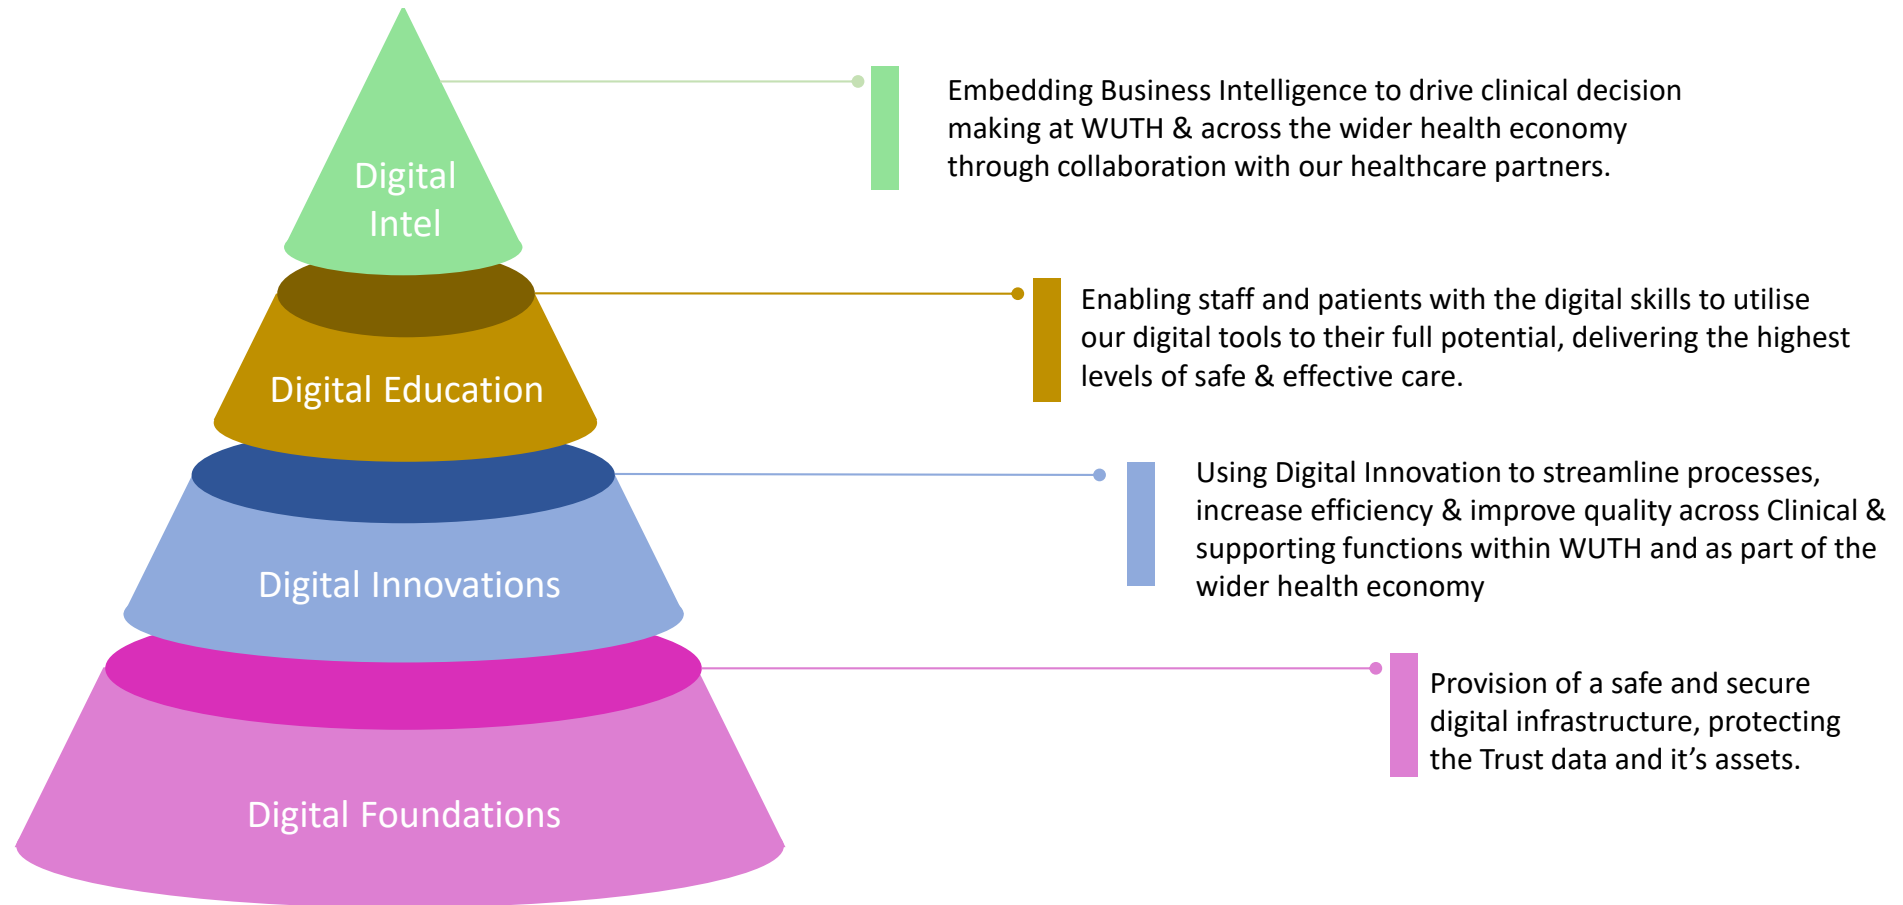 Digital
Intel
Embedding Business Intelligence to drive clinical decision
making at WUTH & across the wider health economy
through collaboration with our healthcare partners.
Digital Education
Enabling staff and patients with the digital skills to utilise
our digital tools to their full potential, delivering the highest
levels of safe & effective care.
Digital Innovations
Using Digital Innovation to streamline processes,
increase efficiency & improve quality across Clinical &
supporting functions within WUTH and as part of the
wider health economy
Digital Foundations
Provision of a safe and secure
digital infrastructure, protecting
the Trust data and it’s assets.